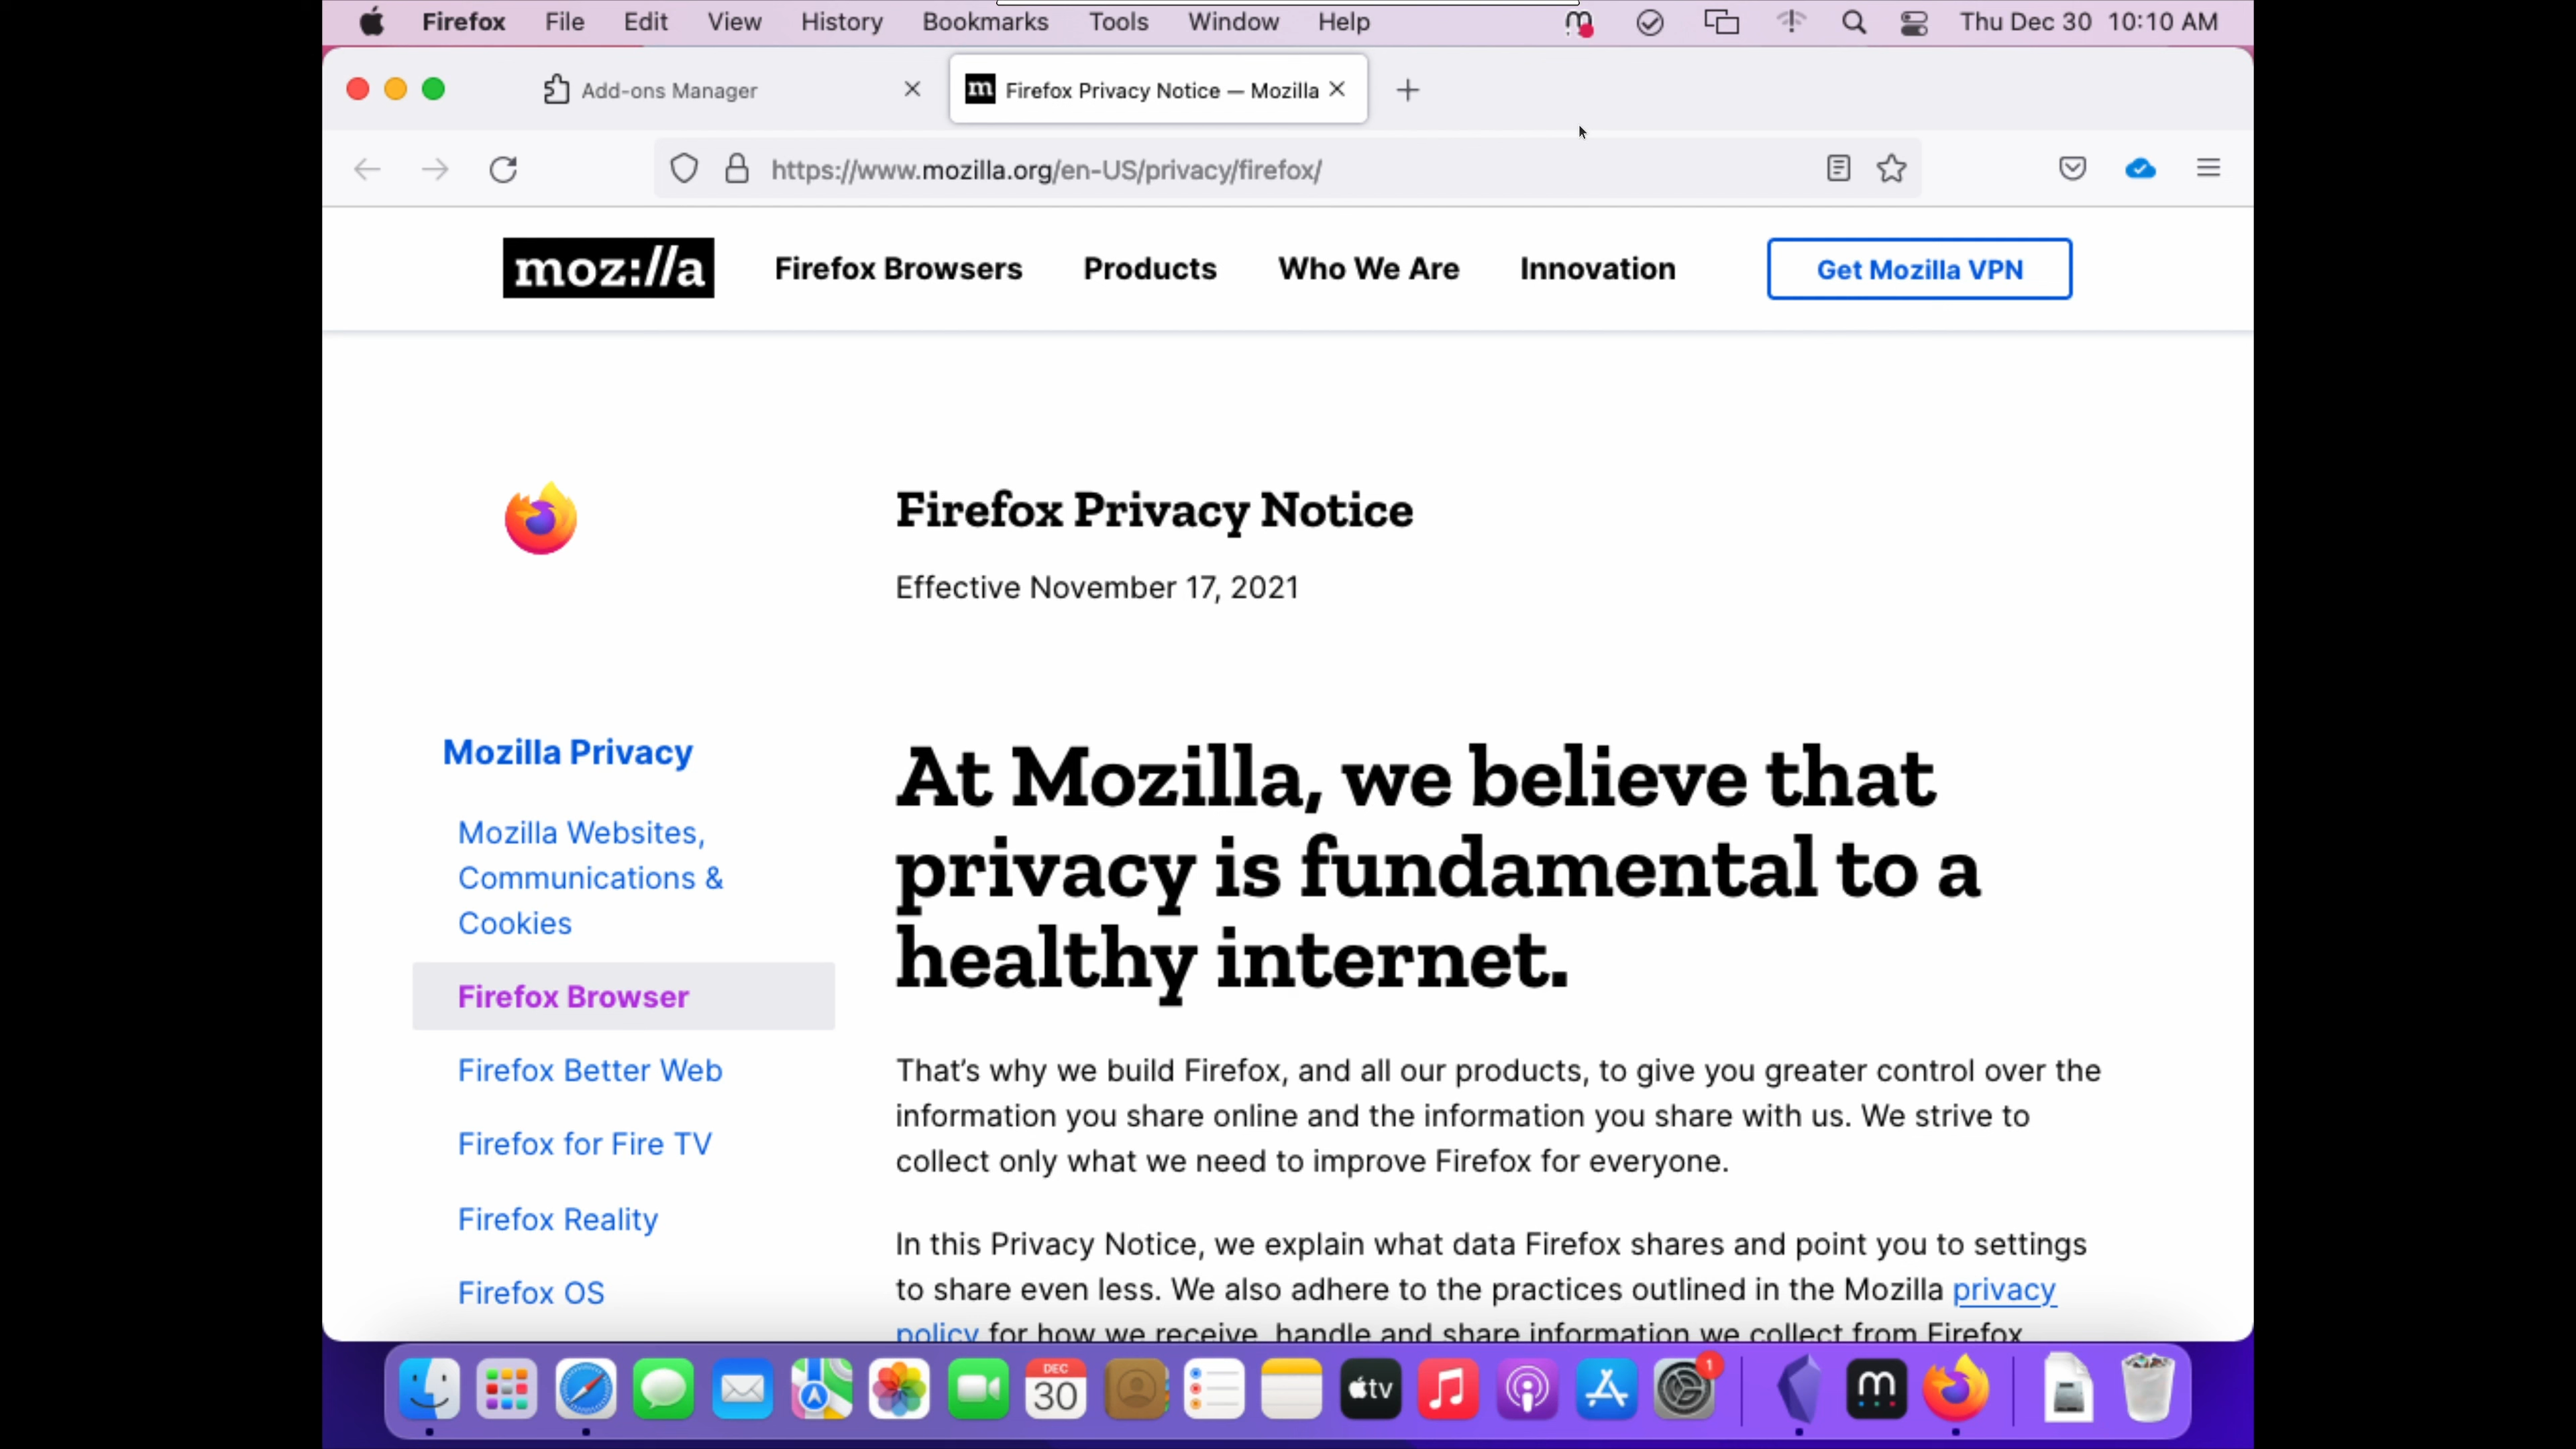 Firefox File Edit View History Bookmarks Tools Window Help Thu Dec 30 10:10 AM
Add-ons Manager
Firefox Privacy Notice — Mozilla
https://www.mozilla.org/en-US/privacy/firefox/
moz://a Firefox Browsers Products Who We Are Innovation Get Mozilla VPN
Firefox Privacy Notice
Effective November 17, 2021
Mozilla Privacy
Mozilla Websites,
Communications &
Cookies
Firefox Browser
Firefox Better Web
Firefox for Fire TV
Firefox Reality
Firefox OS
At Mozilla, we believe that
privacy is fundamental to a
healthy internet.
That’s why we build Firefox, and all our products, to give you greater control over the
information you share online and the information you share with us. We strive to
collect only what we need to improve Firefox for everyone.
In this Privacy Notice, we explain what data Firefox shares and point you to settings
to share even less. We also adhere to the practices outlined in the Mozilla privacy
policy for how we receive, handle and share information we collect from Firefox.
DEC
30
tv
1
m